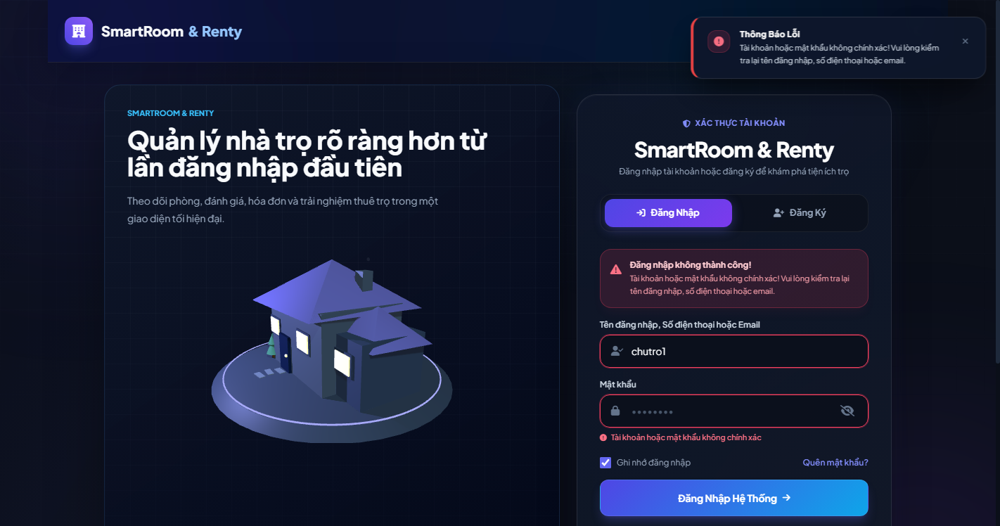 SmartRoom & Renty
Thông Báo Lỗi
Tài khoản hoặc mật khẩu không chính xác! Vui lòng kiểm
tra lại tên đăng nhập, số điện thoại hoặc email.
SMARTROOM & RENTY
Quản lý nhà trọ rõ ràng hơn từ
lần đăng nhập đầu tiên
Theo dõi phòng, đánh giá, hóa đơn và trải nghiệm thuê trọ trong một
giao diện tối hiện đại.
XÁC THỰC TÀI KHOẢN
SmartRoom & Renty
Đăng nhập tài khoản hoặc đăng ký để khám phá tiện ích trọ
Đăng Nhập
Đăng Ký
Đăng nhập không thành công!
Tài khoản hoặc mật khẩu không chính xác! Vui lòng kiểm tra lại
tên đăng nhập, số điện thoại hoặc email.
Tên đăng nhập, Số điện thoại hoặc Email
chutro1
Mật khẩu
••••••••
Tài khoản hoặc mật khẩu không chính xác
Ghi nhớ đăng nhập
Quên mật khẩu?
Đăng Nhập Hệ Thống →